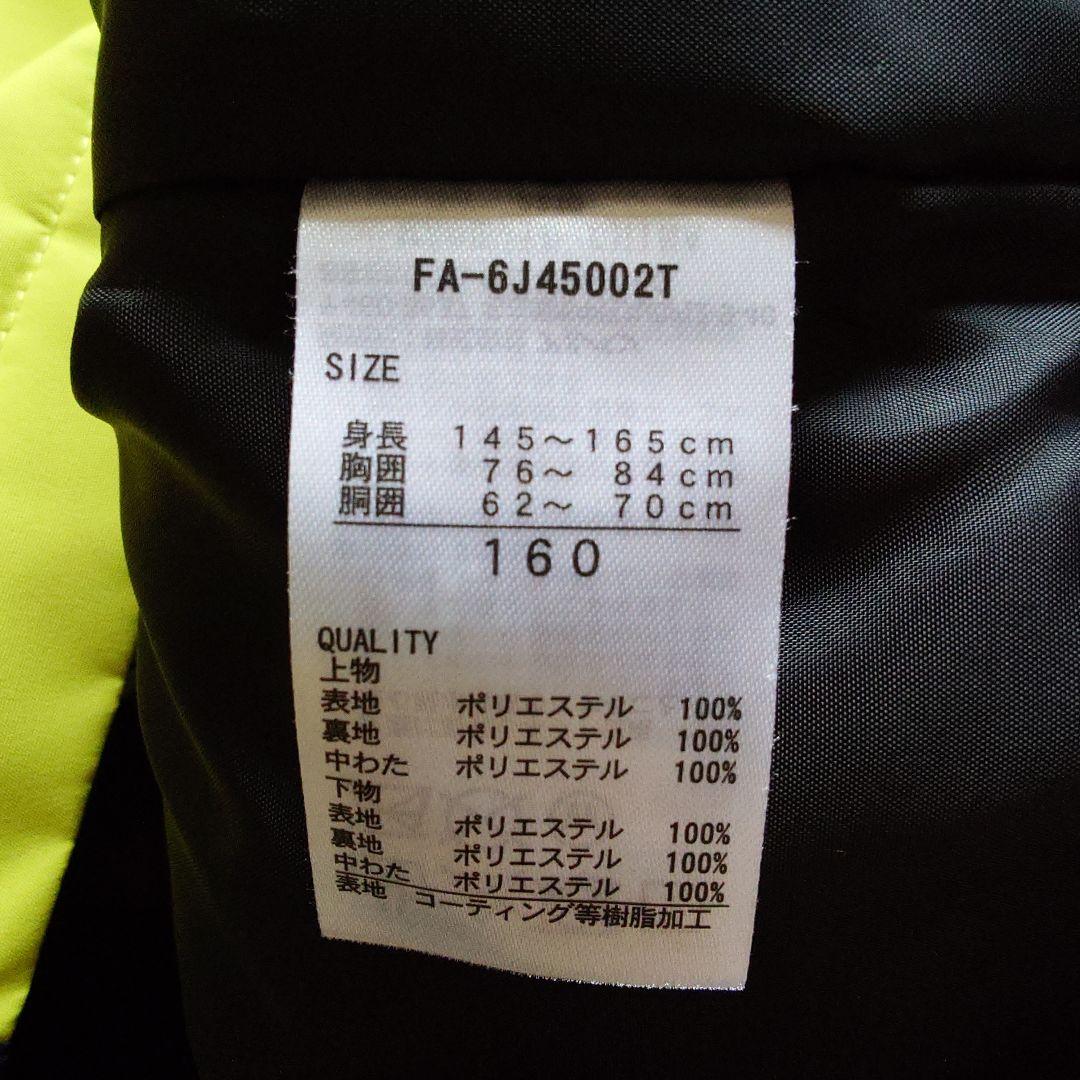 FA-6J45002T
SIZE
身長 145～165cm
胸囲 76～ 84cm
胴囲 62～ 70cm
160
QUALITY
上物
表地 ポリエステル 100%
裏地 ポリエステル 100%
中わた ポリエステル 100%
下物
表地 ポリエステル 100%
裏地 ポリエステル 100%
中わた ポリエステル 100%
表地 コーティング等樹脂加工